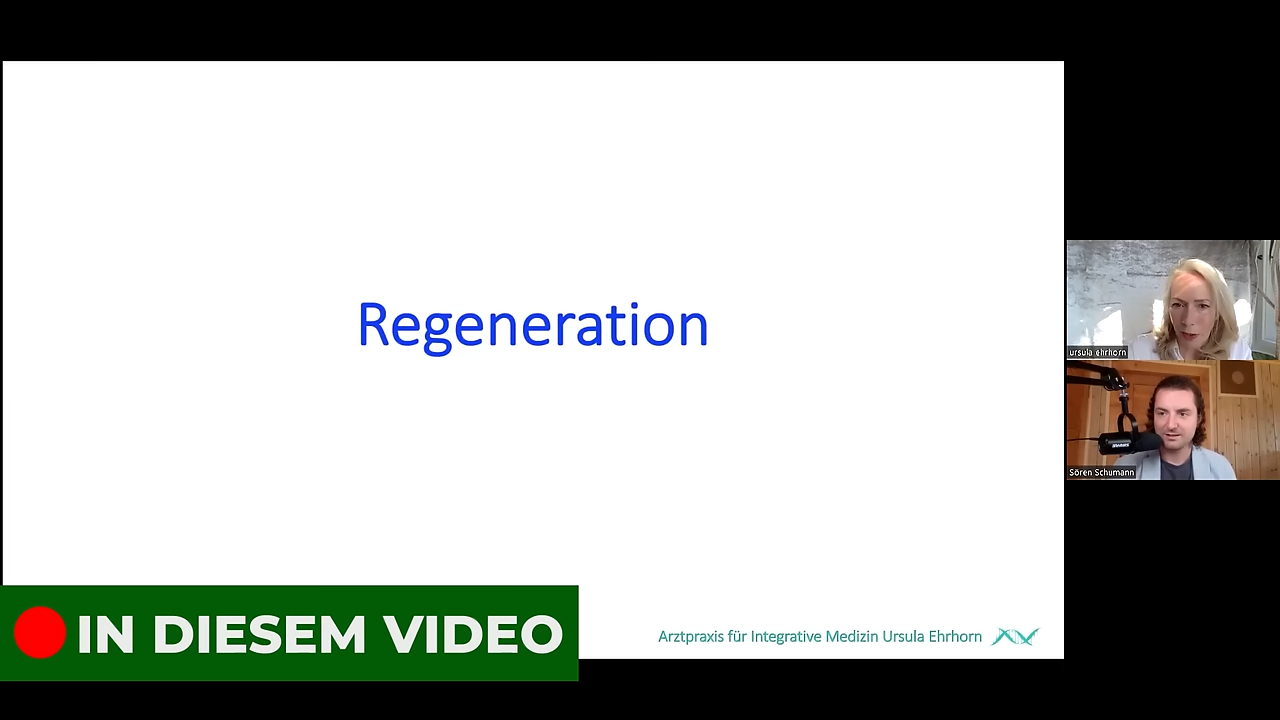 Regeneration
IN DIESEM VIDEO
Arztpraxis für Integrative Medizin Ursula Ehrhorn
ursula ehrhorn
Sören Schumann